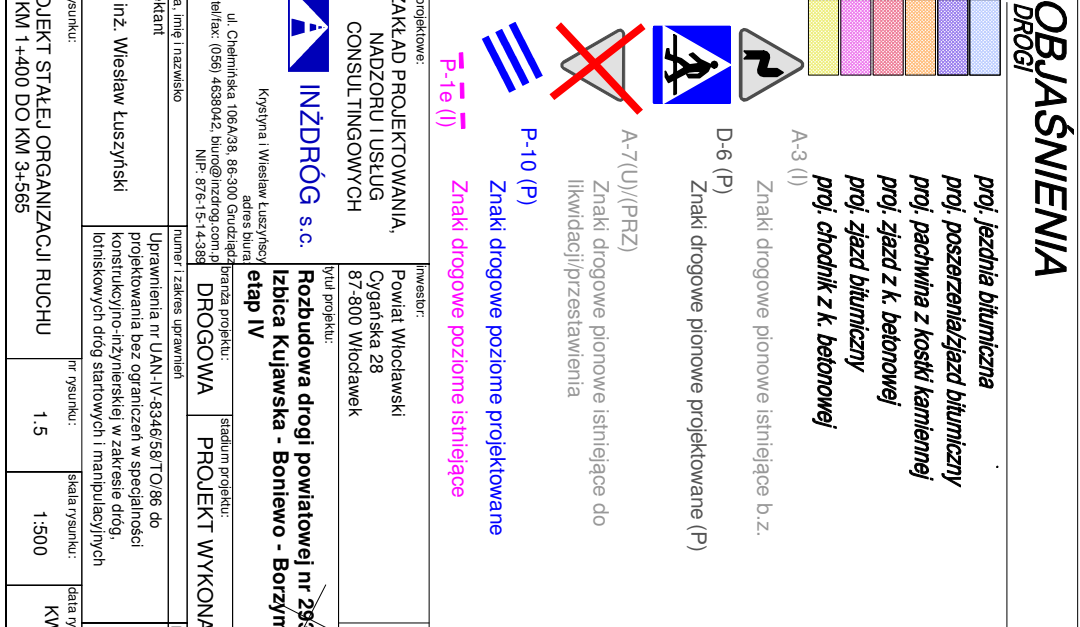 OBJAŚNIENIA
DROGI
proj. jezdnia bitumiczna
proj. poszerzenia/zjazd bitumiczny
proj. pachwina z kostki kamiennej
proj. zjazd z k. betonowej
proj. zjazd bitumiczny
proj. chodnik z k. betonowej
A-3 (I)
Znaki drogowe pionowe istniejące b.z.
D-6 (P)
Znaki drogowe pionowe projektowane (P)
A-7(U)/(PRZ)
Znaki drogowe pionowe istniejące do
likwidacji/przestawienia
P-10 (P)
Znaki drogowe poziome projektowane
P-1e (I)
Znaki drogowe poziome istniejące
projektowe:
ZAKŁAD PROJEKTOWANIA,
NADZORU I USŁUG
CONSULTINGOWYCH
INŻDRÓG s.c.
Krystyna i Wiesław Łuszyńscy
adres biura:
ul. Chełmińska 106A/38, 86-300 Grudziądz
tel/fax: (056) 4638042, biuro@inzdrog.com.p
NIP: 876-15-14-389
inwestor:
Powiat Włocławski
Cygańska 28
87-800 Włocławek
tytuł projektu:
Rozbudowa drogi powiatowej nr
Izbica Kujawska - Boniewo - Borzym
etap IV
branża projektu:
DROGOWA
stadium projektu:
PROJEKT WYKONA
a, imię i nazwisko
numer i zakres uprawnień
ktant
inż. Wiesław Łuszyński
Uprawnienia nr UAN-IV-8346/58/TO/86 do
projektowania bez ograniczeń w specjalności
konstrukcyjno-inżynierskiej w zakresie dróg,
lotniskowych dróg startowych i manipulacyjnych
ysunku:
OJEKT STAŁEJ ORGANIZACJI RUCHU
KM 1+400 DO KM 3+565
nr rysunku:
1.5
skala rysunku:
1:500
data ry
KW